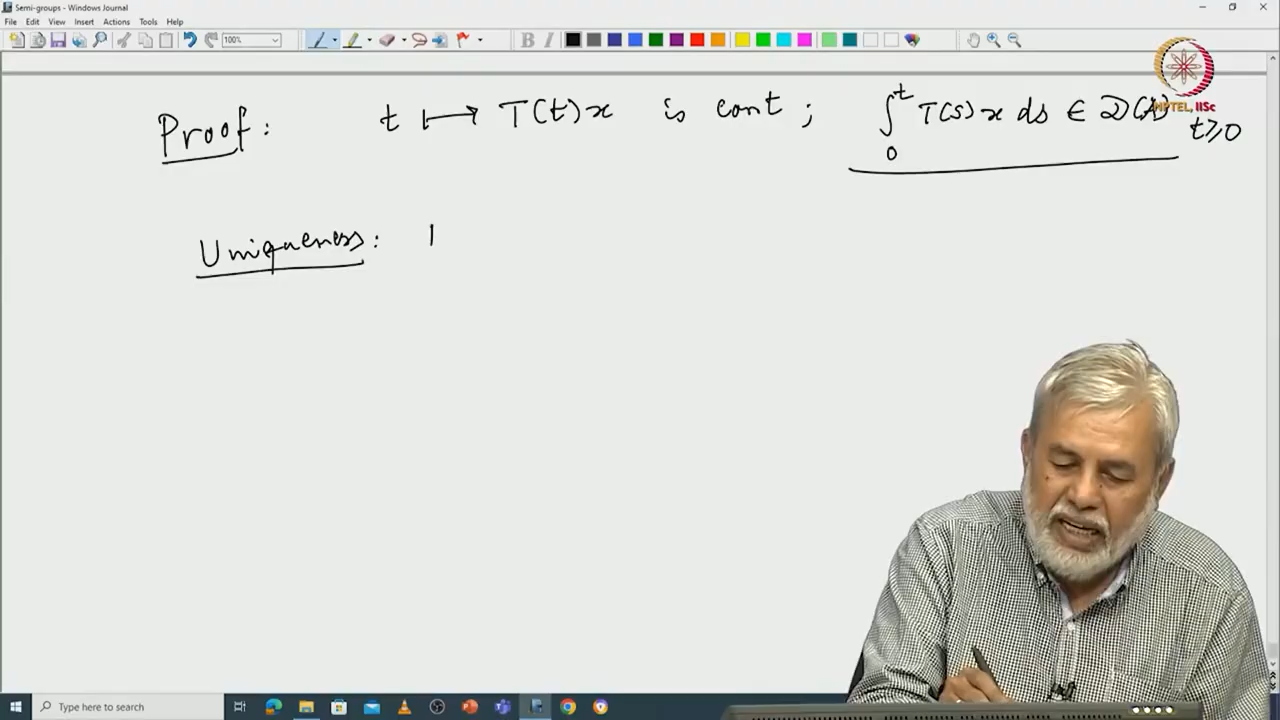 Semi-groups - Windows Journal
File Edit View Insert Actions Tools Help
100%
B I
NPTEL, IISc
Proof: t ⟼ T(t)x is cont ; ∫₀ᵗ T(s)x ds ∈ D(A) t≥0
Uniqueness:
Type here to search